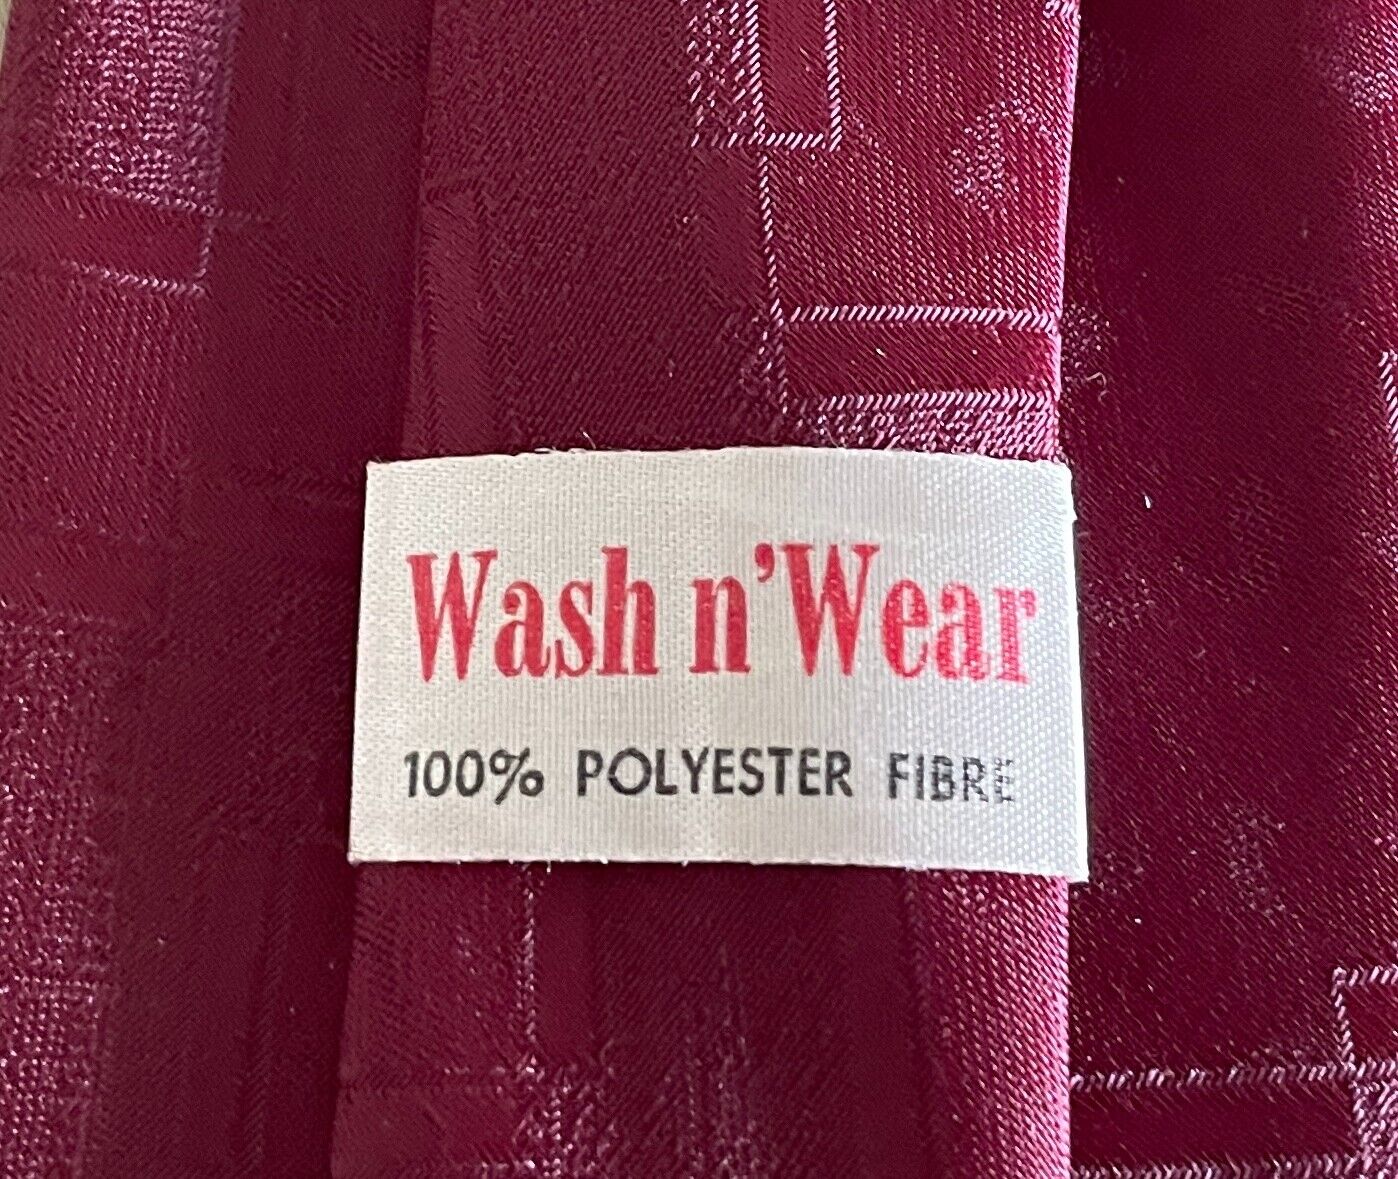 Wash n’Wear
100% POLYESTER FIBRE